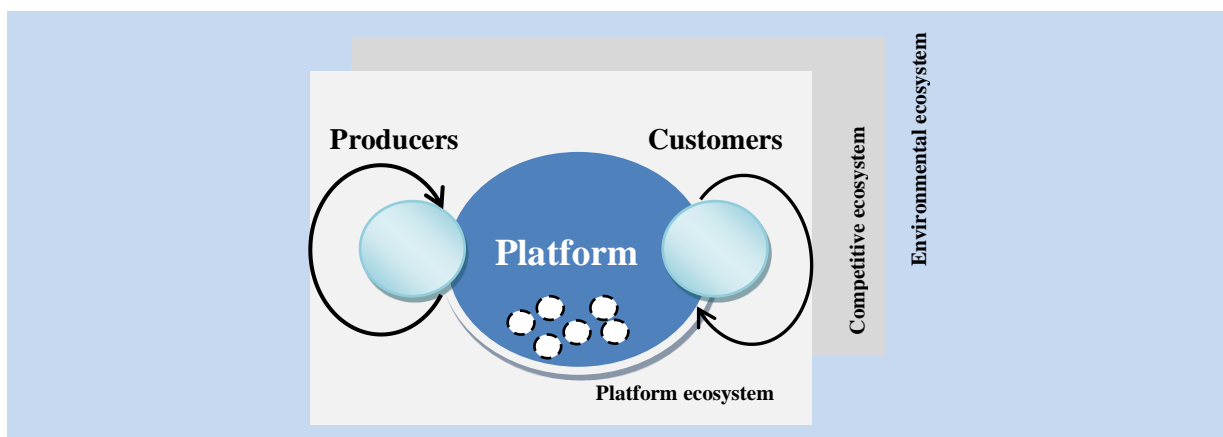 Producers
Customers
Platform
Platform ecosystem
Competitive ecosystem
Environmental ecosystem